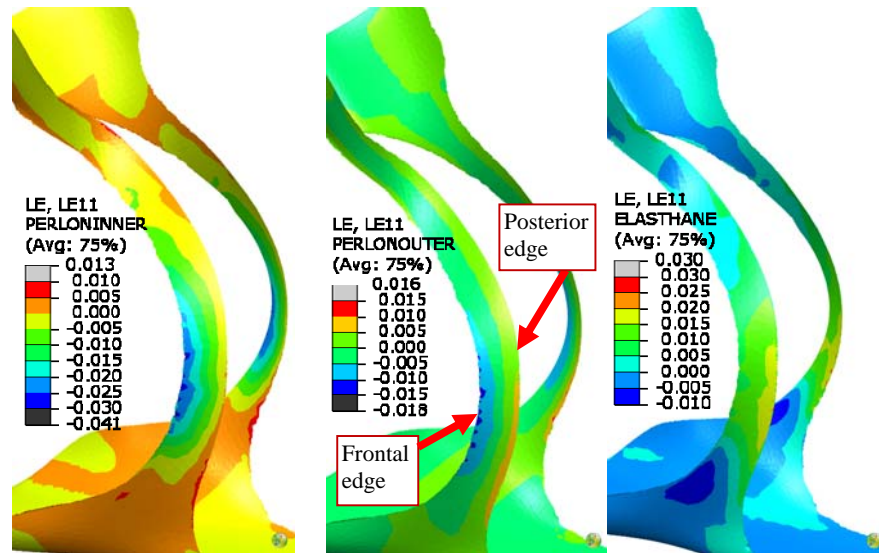 LE, LE11
PERLONINNER
(Avg: 75%)
0.013
0.010
0.005
0.000
-0.005
-0.010
-0.015
-0.020
-0.025
-0.030
-0.041
LE, LE11
PERLONOUTER
(Avg: 75%)
0.016
0.015
0.010
0.005
0.000
-0.005
-0.010
-0.015
-0.018
Posterior
edge
Frontal
edge
LE, LE11
ELASTHANE
(Avg: 75%)
0.030
0.030
0.025
0.020
0.015
0.010
0.005
0.000
-0.005
-0.010